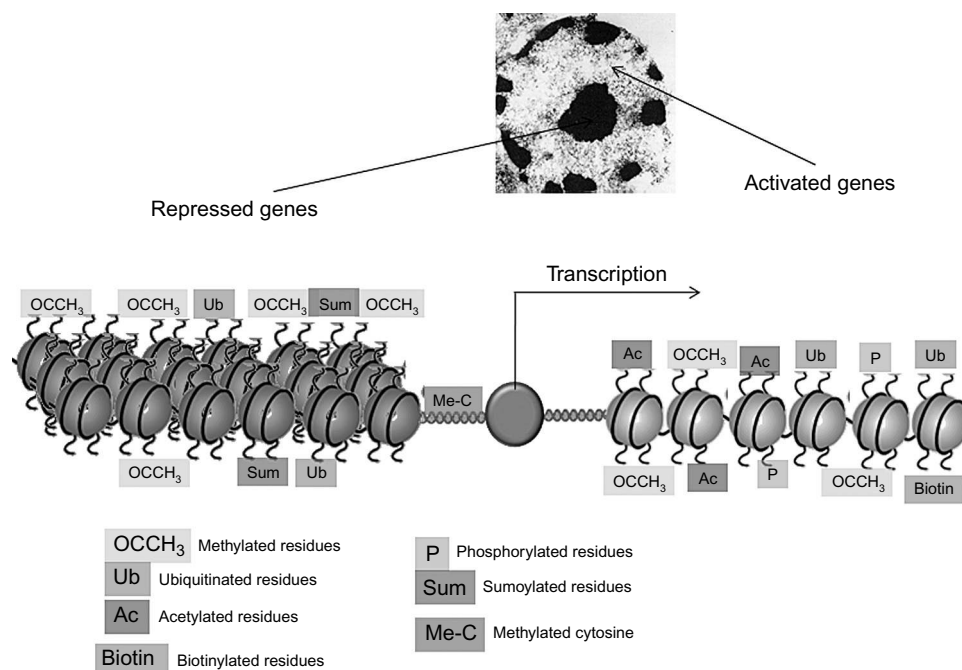 Activated genes
Repressed genes
Transcription
OCCH₃ OCCH₃ Ub OCCH₃ Sum OCCH₃
Ac OCCH₃ Ac Ub P Ub
Me-C
OCCH₃ Sum Ub
OCCH₃ Ac P OCCH₃ Biotin
OCCH₃ Methylated residues
Ub Ubiquitinated residues
Ac Acetylated residues
Biotin Biotinylated residues
P Phosphorylated residues
Sum Sumoylated residues
Me-C Methylated cytosine